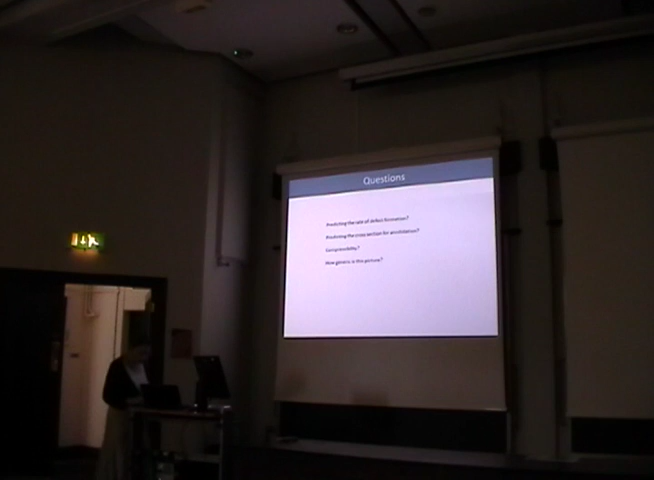 Questions
Predicting the rate of defect formation?
Predicting the cross section for annihilation?
Compressibility?
How generic is this picture?